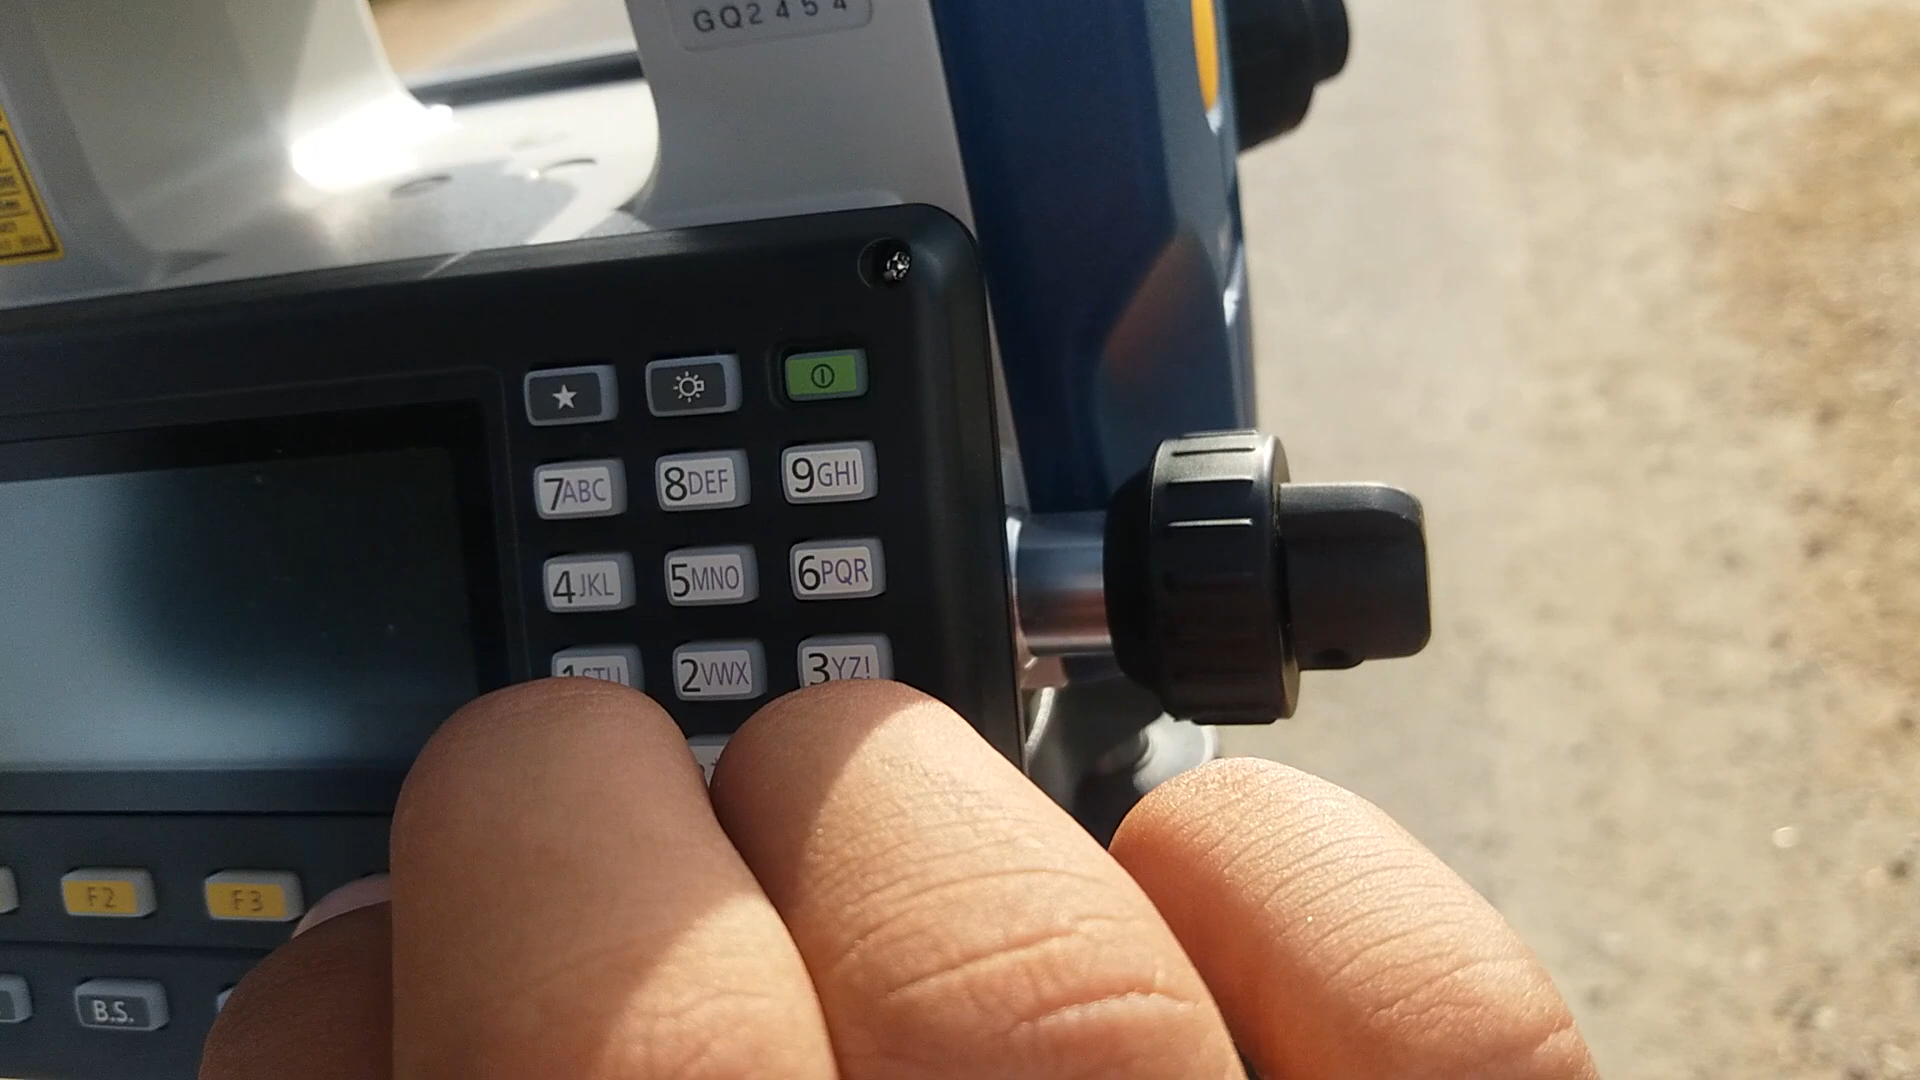 GQ2454
7ABC 8DEF 9GHI
4JKL 5MNO 6PQR
1STU 2VWX 3YZ!
F2 F3
B.S.